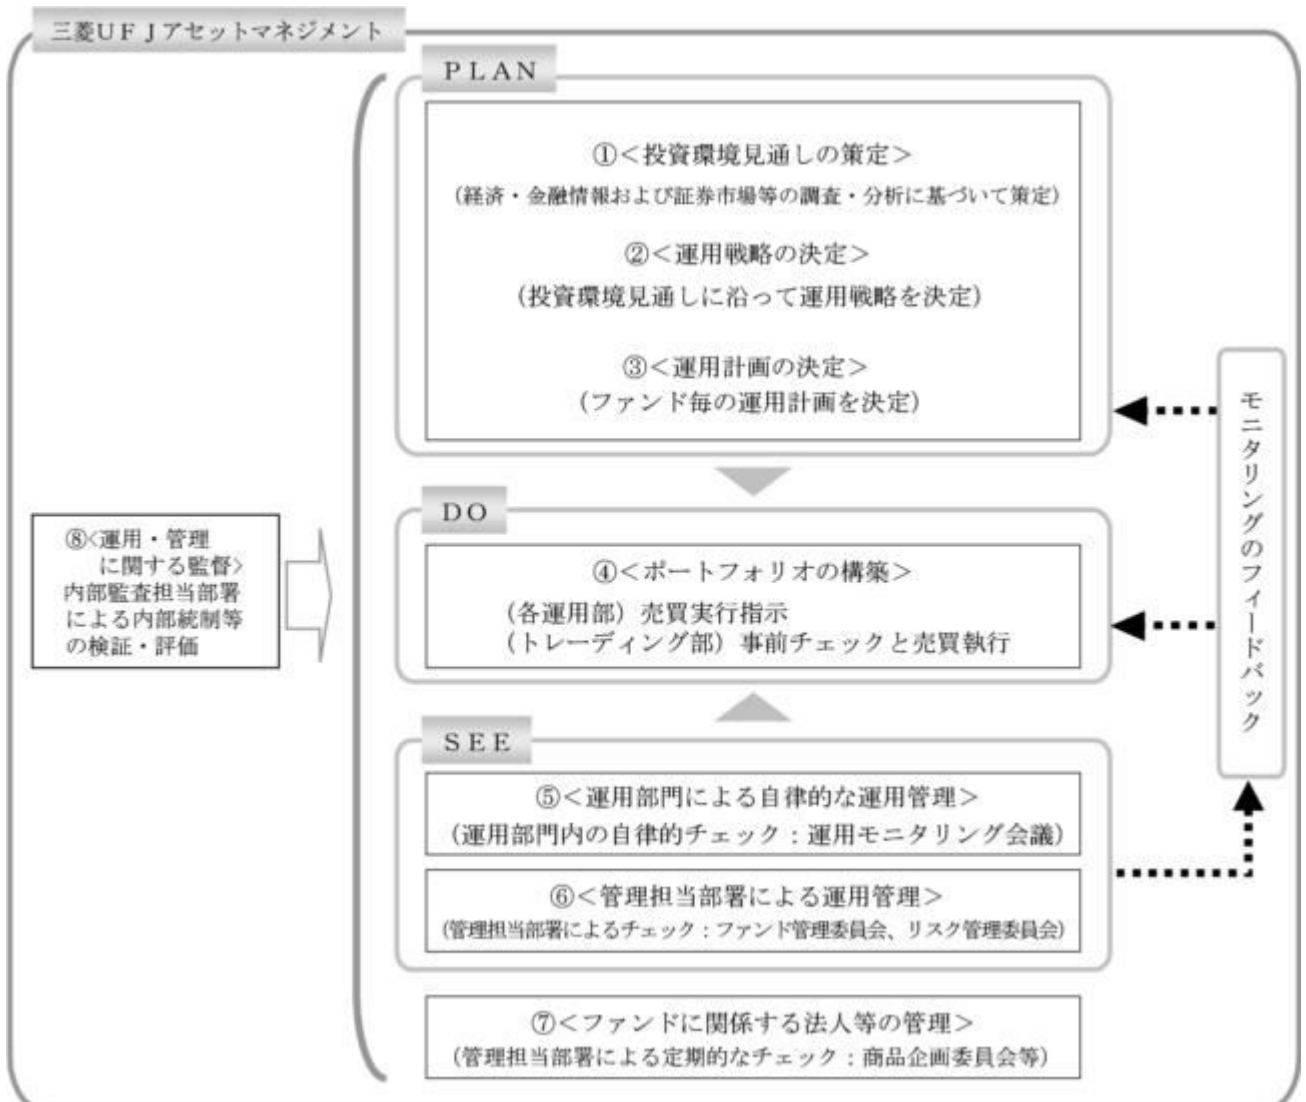 三菱UFJアセットマネジメント
PLAN
①<投資環境見通しの策定>
(経済・金融情報および証券市場等の調査・分析に基づいて策定)
②<運用戦略の決定>
(投資環境見通しに沿って運用戦略を決定)
③<運用計画の決定>
(ファンド毎の運用計画を決定)
DO
④<ポートフォリオの構築>
(各運用部)売買実行指示
(トレーディング部)事前チェックと売買執行
SEE
⑤<運用部門による自律的な運用管理>
(運用部門内の自律的チェック:運用モニタリング会議)
⑥<管理担当部署による運用管理>
(管理担当部署によるチェック:ファンド管理委員会、リスク管理委員会)
⑦<ファンドに関係する法人等の管理>
(管理担当部署による定期的なチェック:商品企画委員会等)
⑧<運用・管理
に関する監督>
内部監査担当部署
による内部統制等
の検証・評価
モニタリングのフィードバック